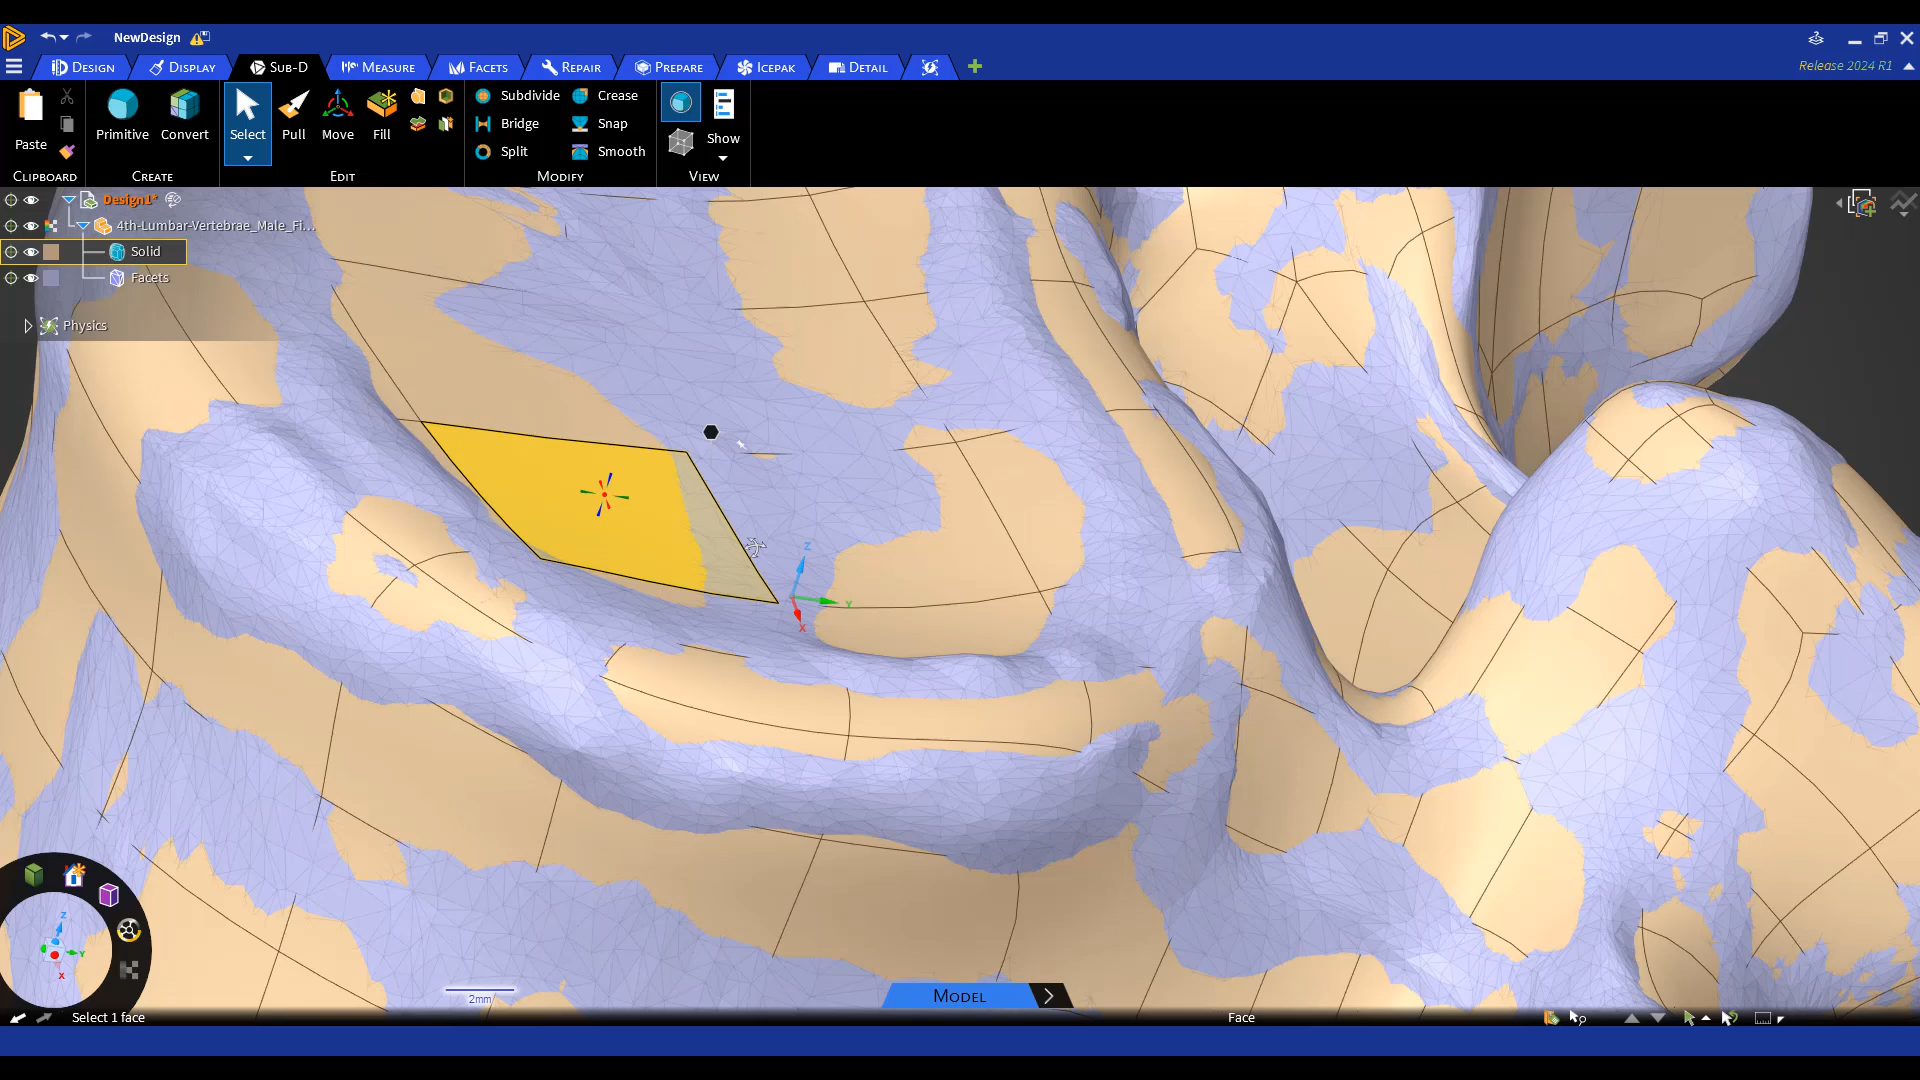 NewDesign
DESIGN DISPLAY SUB-D MEASURE FACETS REPAIR PREPARE ICEPAK DETAIL
Release 2024 R1
Paste
Primitive
Convert
Select
Pull
Move
Fill
Subdivide
Crease
Bridge
Snap
Split
Smooth
Show
CLIPBOARD
CREATE
EDIT
MODIFY
VIEW
Design1*
4th-Lumbar-Vertebrae_Male_Fi...
Solid
Facets
Physics
Z
Y
X
Z
Y
X
2mm
MODEL
Select 1 face
Face